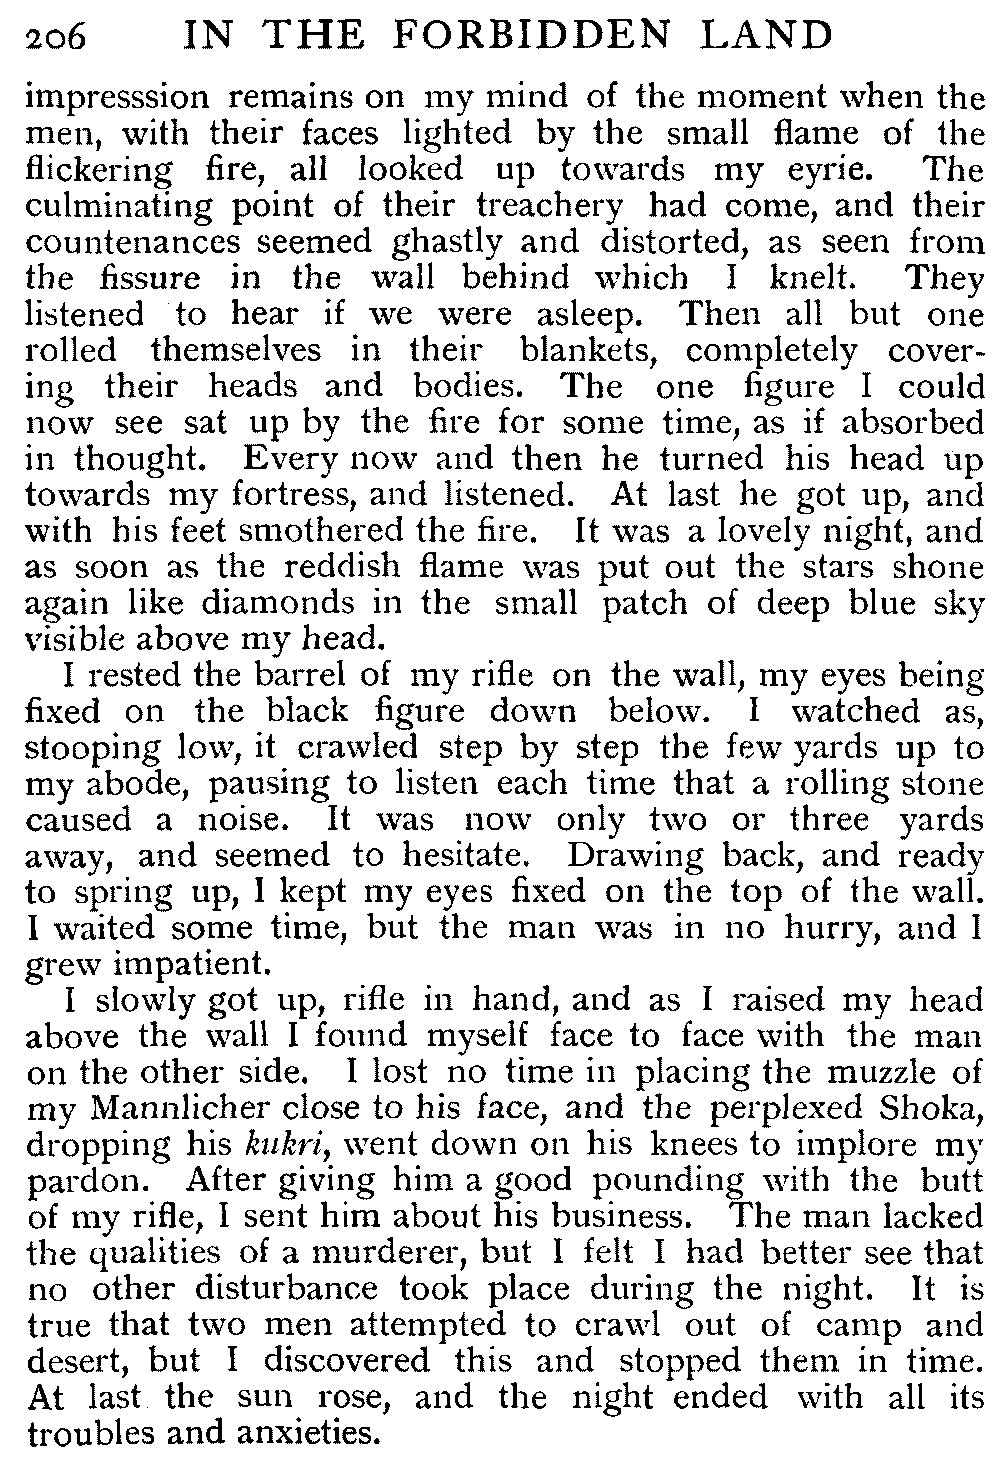 206 IN THE FORBIDDEN LAND
impresssion remains on my mind of the moment when the
men, with their faces lighted by the small flame of the
flickering fire, all looked up towards my eyrie. The
culminating point of their treachery had come, and their
countenances seemed ghastly and distorted, as seen from
the fissure in the wall behind which I knelt. They
listened to hear if we were asleep. Then all but one
rolled themselves in their blankets, completely cover-
ing their heads and bodies. The one figure I could
now see sat up by the fire for some time, as if absorbed
in thought. Every now and then he turned his head up
towards my fortress, and listened. At last he got up, and
with his feet smothered the fire. It was a lovely night, and
as soon as the reddish flame was put out the stars shone
again like diamonds in the small patch of deep blue sky
visible above my head.
I rested the barrel of my rifle on the wall, my eyes being
fixed on the black figure down below. I watched as,
stooping low, it crawled step by step the few yards up to
my abode, pausing to listen each time that a rolling stone
caused a noise. It was now only two or three yards
away, and seemed to hesitate. Drawing back, and ready
to spring up, I kept my eyes fixed on the top of the wall.
I waited some time, but the man was in no hurry, and I
grew impatient.
I slowly got up, rifle in hand, and as I raised my head
above the wall I found myself face to face with the man
on the other side. I lost no time in placing the muzzle of
my Mannlicher close to his face, and the perplexed Shoka,
dropping his kukri, went down on his knees to implore my
pardon. After giving him a good pounding with the butt
of my rifle, I sent him about his business. The man lacked
the qualities of a murderer, but I felt I had better see that
no other disturbance took place during the night. It is
true that two men attempted to crawl out of camp and
desert, but I discovered this and stopped them in time.
At last the sun rose, and the night ended with all its
troubles and anxieties.